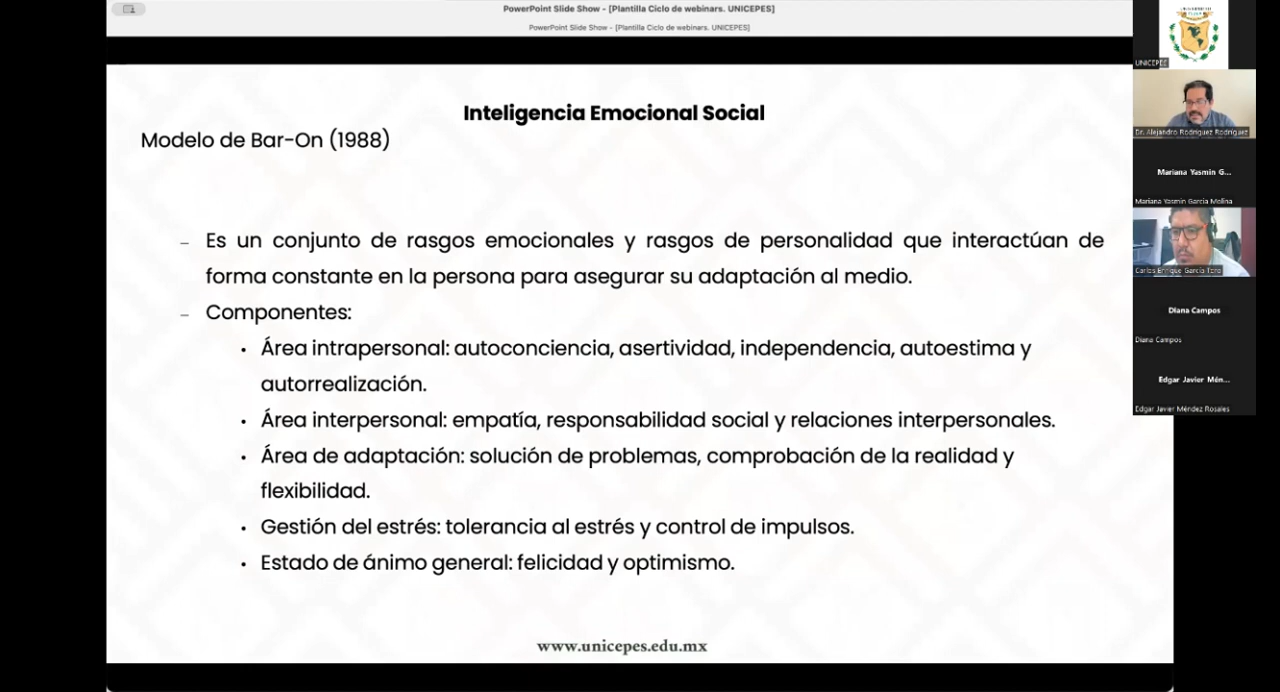 PowerPoint Slide Show - [Plantilla Ciclo de webinars. UNICEPES]
PowerPoint Slide Show - [Plantilla Ciclo de webinars. UNICEPES]
Inteligencia Emocional Social
Modelo de Bar-On (1988)
– Es un conjunto de rasgos emocionales y rasgos de personalidad que interactúan de
forma constante en la persona para asegurar su adaptación al medio.
– Componentes:
• Área intrapersonal: autoconciencia, asertividad, independencia, autoestima y
autorrealización.
• Área interpersonal: empatía, responsabilidad social y relaciones interpersonales.
• Área de adaptación: solución de problemas, comprobación de la realidad y
flexibilidad.
• Gestión del estrés: tolerancia al estrés y control de impulsos.
• Estado de ánimo general: felicidad y optimismo.
www.unicepes.edu.mx
UNICEPES
Dr. Alejandro Rodríguez Rodríguez
Mariana Yasmin G...
Mariana Yasmin García Molina
Carlos Enrique García Toro
Diana Campos
Diana Campos
Edgar Javier Mén...
Edgar Javier Méndez Rosales